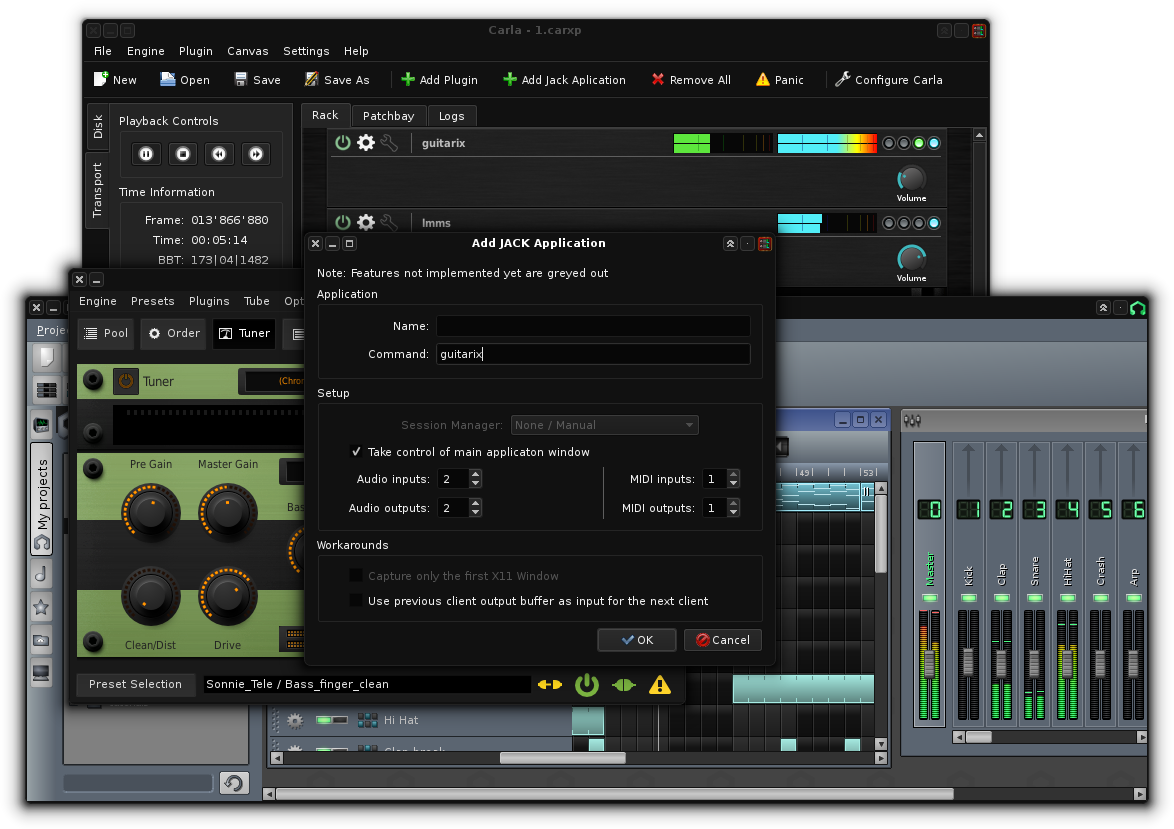 Carla - 1.carxp
File Engine Plugin Canvas Settings Help
New Open Save Save As Add Plugin Add Jack Aplication Remove All Panic Configure Carla
Disk
Transport
Playback Controls
Time Information
Frame: 013'866'880
Time: 00:05:14
BBT: 173|04|1482
Rack Patchbay Logs
guitarix
Volume
lmms
Volume
Add JACK Application
Note: Features not implemented yet are greyed out
Application
Name:
Command: guitarix
Setup
Session Manager: None / Manual
Take control of main applicaton window
Audio inputs: 2 MIDI inputs: 1
Audio outputs: 2 MIDI outputs: 1
Workarounds
Capture only the first X11 Window
Use previous client output buffer as input for the next client
OK Cancel
Engine Presets Plugins Tube Opt
Pool Order Tuner
Tuner (Chro
Pre Gain Master Gain
Bas
Clean/Dist Drive
Preset Selection Sonnie_Tele / Bass_finger_clean
Proje
My projects
|49| |53|
Hi Hat
Clap break
0 1 2 3 4 5 6
Master
Kick
Clap
Snare
HiHat
Crash
Arp